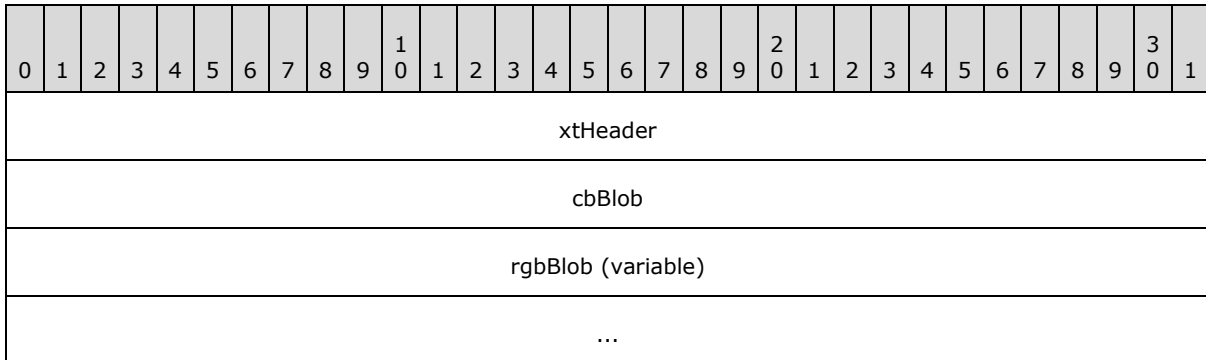 0 1 2 3 4 5 6 7 8 9 1 0 1 2 3 4 5 6 7 8 9 2 0 1 2 3 4 5 6 7 8 9 3 0 1
xtHeader
cbBlob
rgbBlob (variable)
...